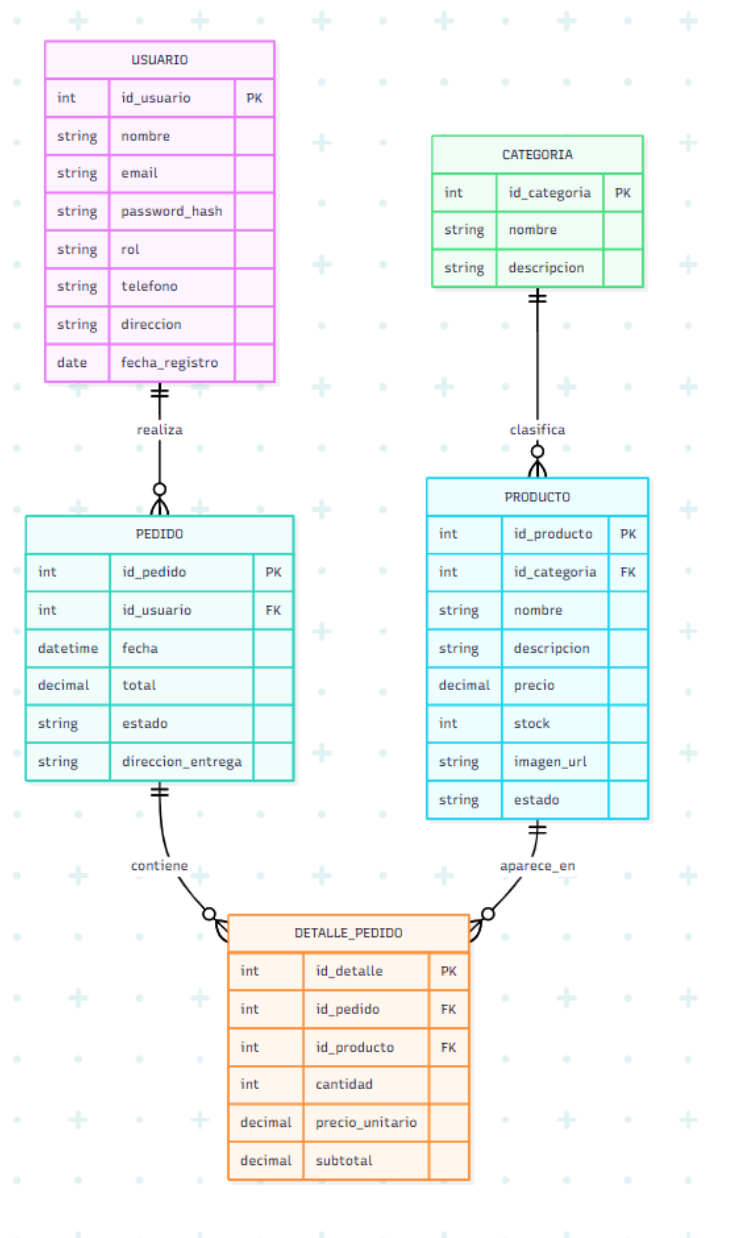 USUARIO
int id_usuario PK
string nombre
string email
string password_hash
string rol
string telefono
string direccion
date fecha_registro
CATEGORIA
int id_categoria PK
string nombre
string descripcion
realiza
clasifica
PEDIDO
int id_pedido PK
int id_usuario FK
datetime fecha
decimal total
string estado
string direccion_entrega
PRODUCTO
int id_producto PK
int id_categoria FK
string nombre
string descripcion
decimal precio
int stock
string imagen_url
string estado
contiene
aparece_en
DETALLE_PEDIDO
int id_detalle PK
int id_pedido FK
int id_producto FK
int cantidad
decimal precio_unitario
decimal subtotal